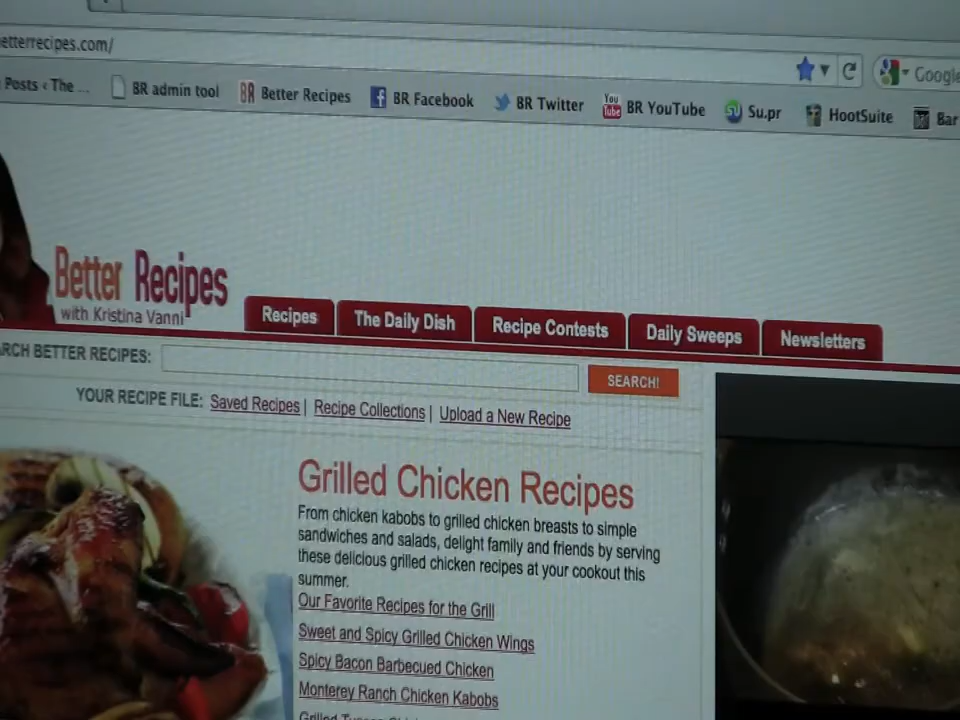 etterrecipes.com/
Google
Posts ‹ The ...
BR admin tool
BR Better Recipes
f BR Facebook
BR Twitter
You Tube BR YouTube
Su.pr
HootSuite
Bar
Better Recipes
with Kristina Vanni
Recipes
The Daily Dish
Recipe Contests
Daily Sweeps
Newsletters
RCH BETTER RECIPES:
SEARCH!
YOUR RECIPE FILE: Saved Recipes | Recipe Collections | Upload a New Recipe
Grilled Chicken Recipes
From chicken kabobs to grilled chicken breasts to simple
sandwiches and salads, delight family and friends by serving
these delicious grilled chicken recipes at your cookout this
summer.
Our Favorite Recipes for the Grill
Sweet and Spicy Grilled Chicken Wings
Spicy Bacon Barbecued Chicken
Monterey Ranch Chicken Kabobs
Grilled